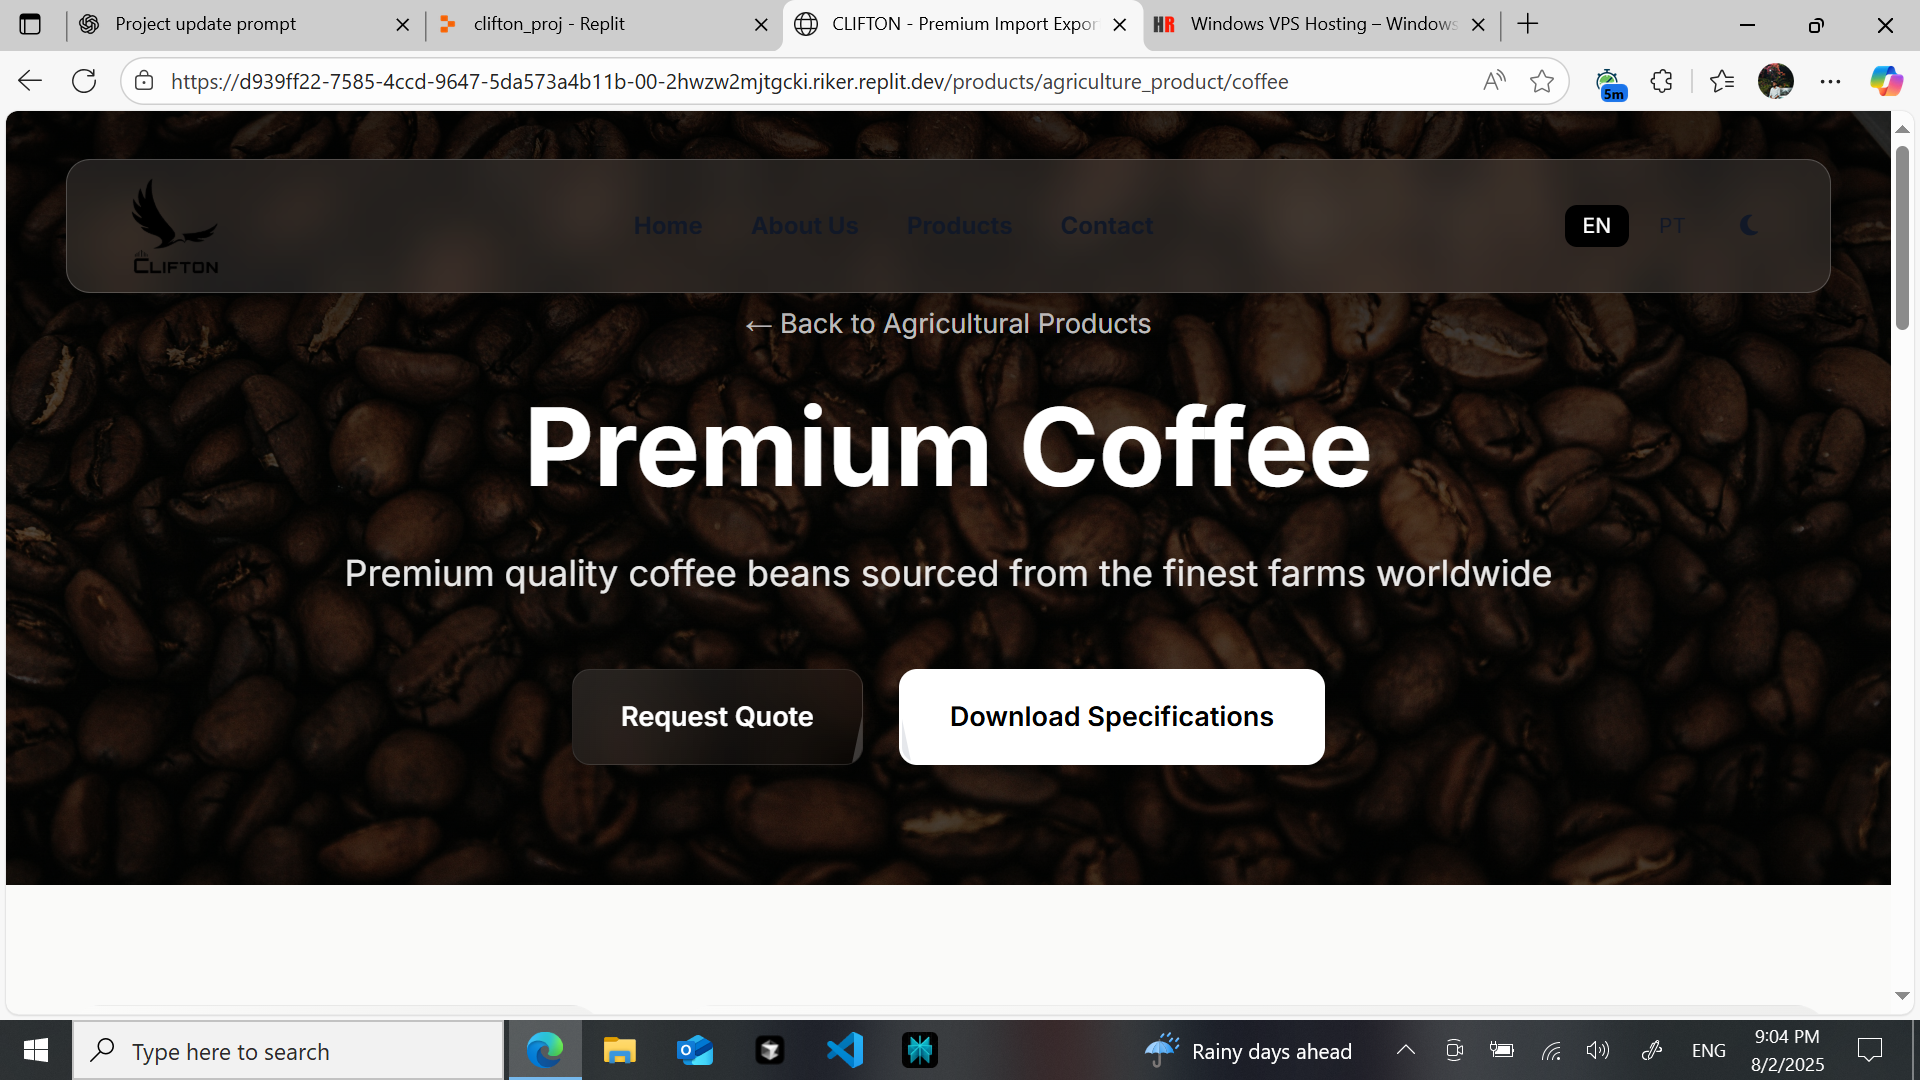 Project update prompt
clifton_proj - Replit
CLIFTON - Premium Import Expor
Windows VPS Hosting – Windows
https://d939ff22-7585-4ccd-9647-5da573a4b11b-00-2hwzw2mjtgcki.riker.replit.dev/products/agriculture_product/coffee
5m
CLIFTON
Home
About Us
Products
Contact
EN
PT
← Back to Agricultural Products
Premium Coffee
Premium quality coffee beans sourced from the finest farms worldwide
Request Quote
Download Specifications
Type here to search
Rainy days ahead
ENG
9:04 PM
8/2/2025